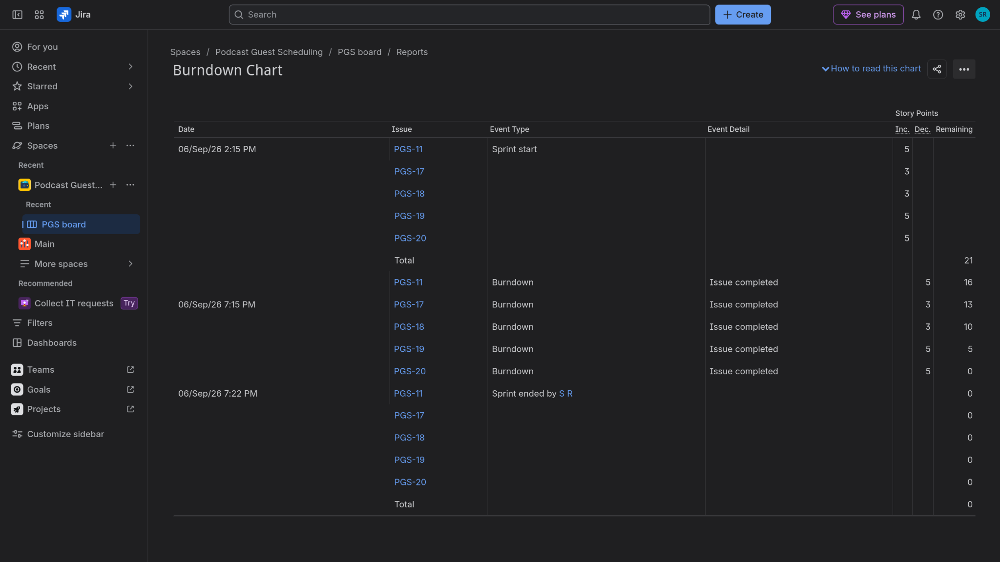 Jira
Search
Create
See plans
SR
For you
Recent
Starred
Apps
Plans
Spaces
Recent
Podcast Guest...
Recent
PGS board
Main
More spaces
Recommended
Collect IT requests Try
Filters
Dashboards
Teams
Goals
Projects
Customize sidebar
Spaces / Podcast Guest Scheduling / PGS board / Reports
Burndown Chart
How to read this chart
Story Points
Date Issue Event Type Event Detail Inc. Dec. Remaining
06/Sep/26 2:15 PM PGS-11 Sprint start 5
PGS-17 3
PGS-18 3
PGS-19 5
PGS-20 5
Total 21
PGS-11 Burndown Issue completed 5 16
06/Sep/26 7:15 PM PGS-17 Burndown Issue completed 3 13
PGS-18 Burndown Issue completed 3 10
PGS-19 Burndown Issue completed 5 5
PGS-20 Burndown Issue completed 5 0
06/Sep/26 7:22 PM PGS-11 Sprint ended by S R 0
PGS-17 0
PGS-18 0
PGS-19 0
PGS-20 0
Total 0